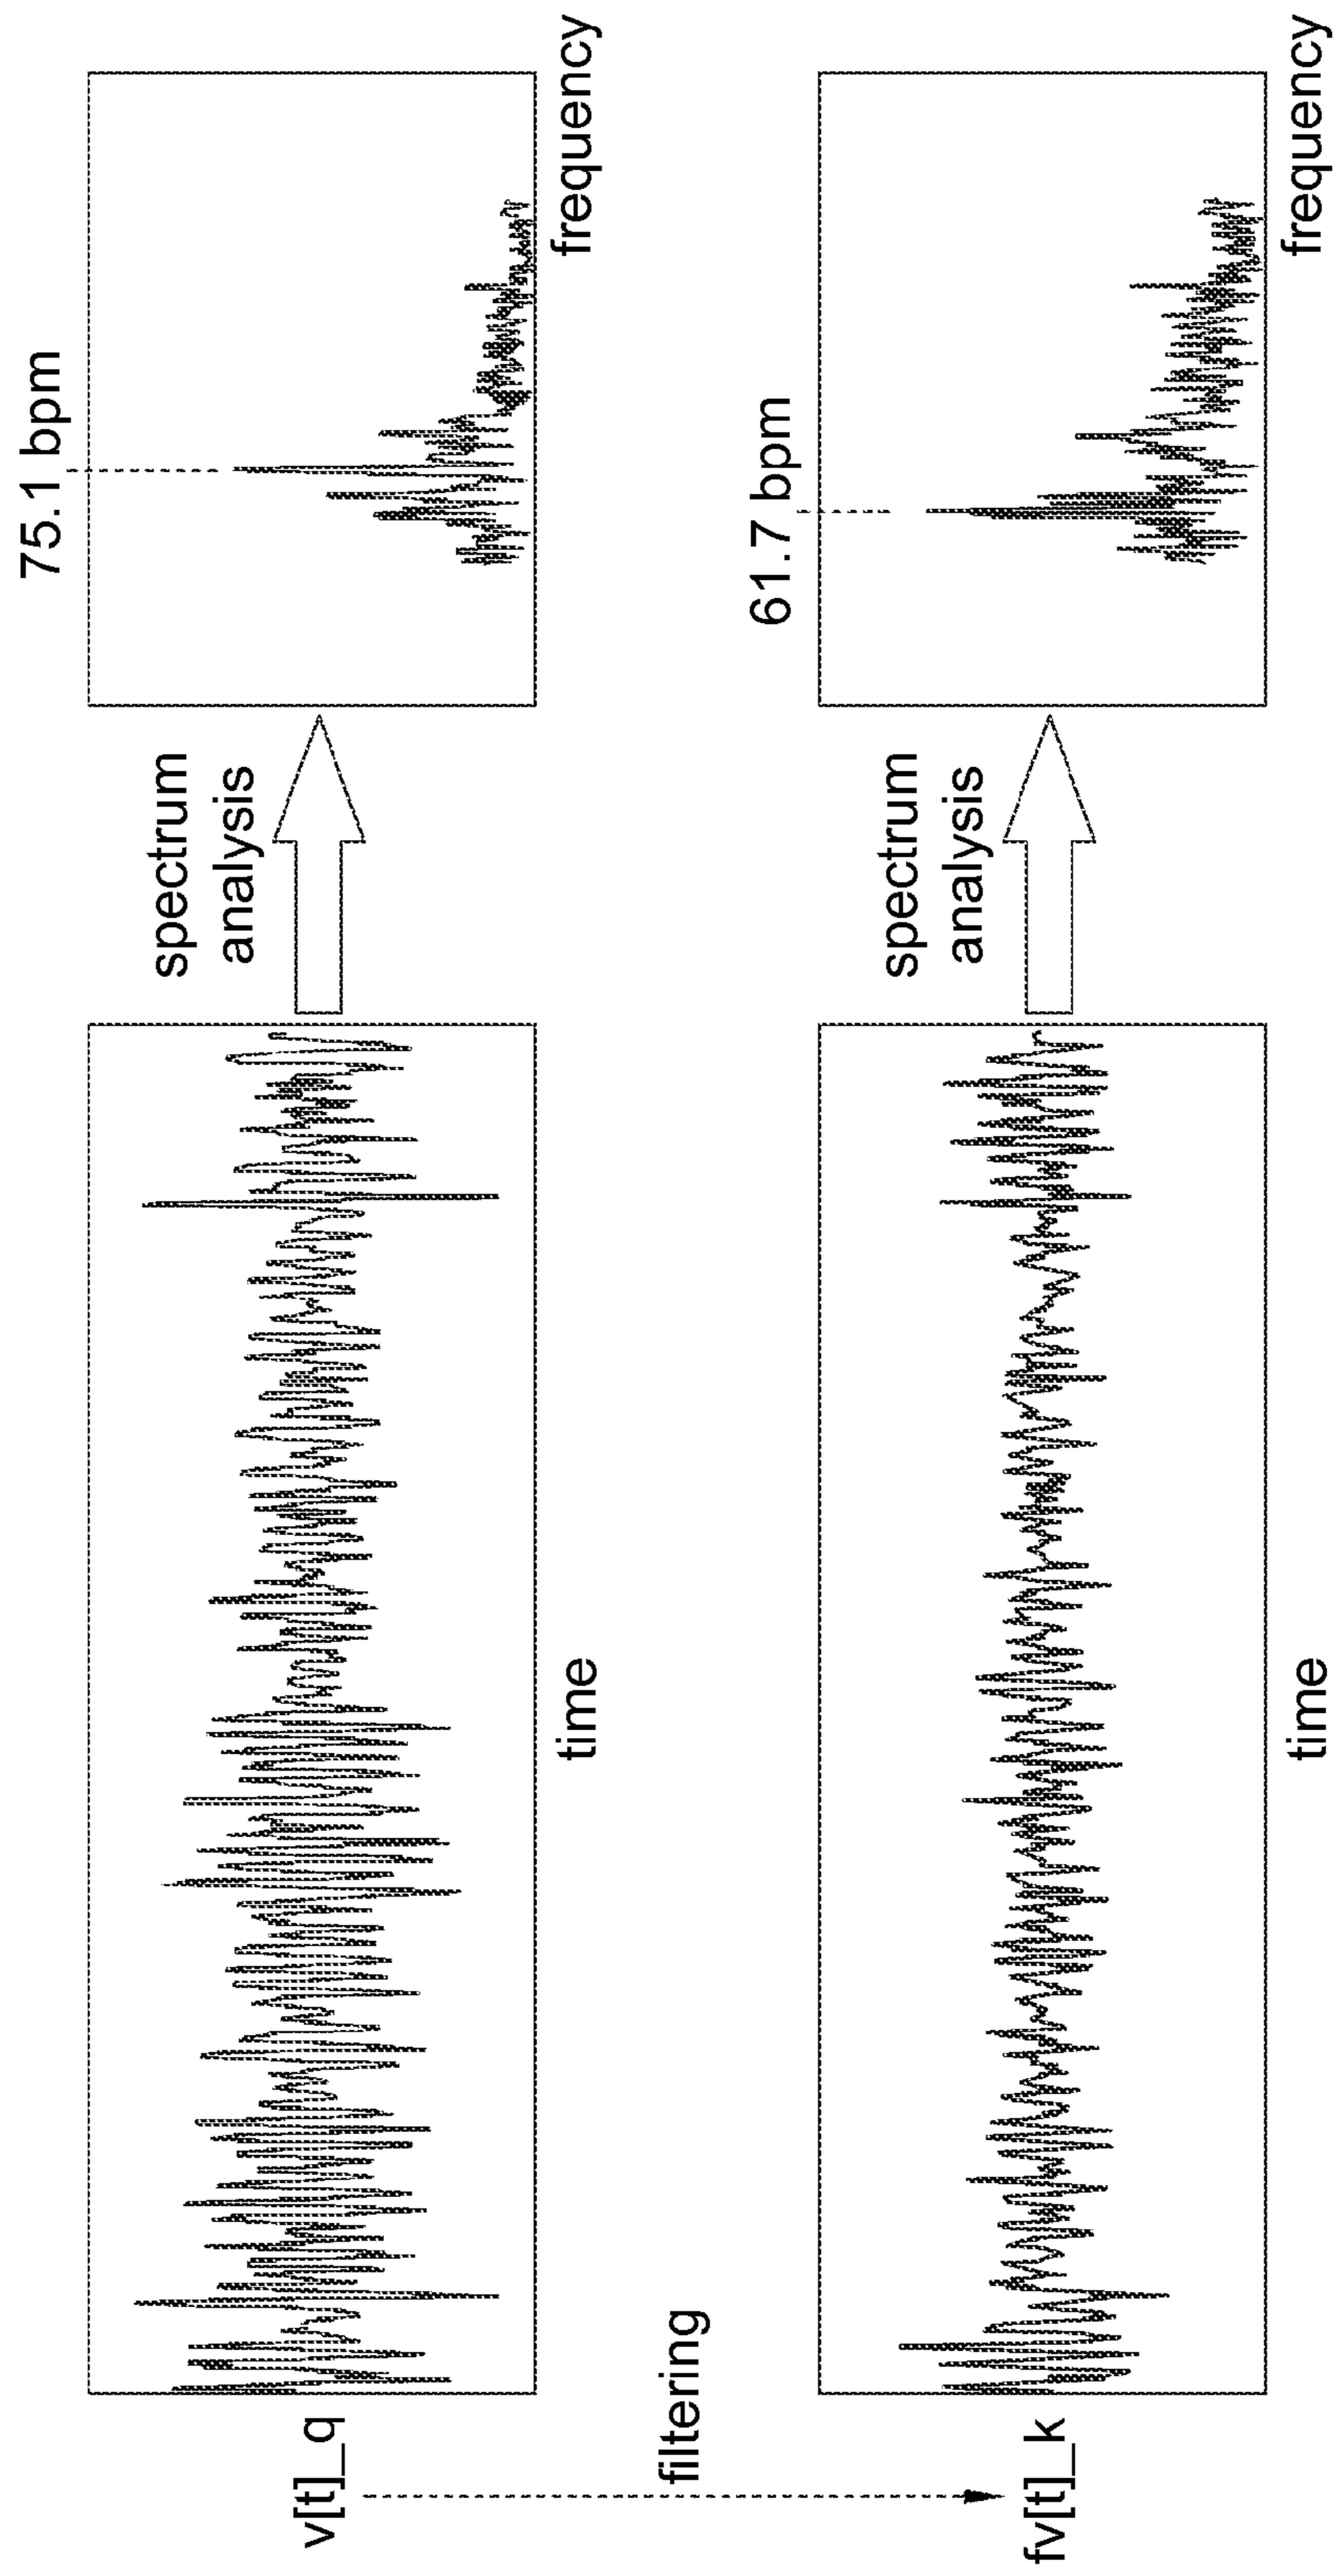 75.1 bpm
v[t]_q
spectrum
analysis
time
frequency
filtering
61.7 bpm
fv[t]_k
spectrum
analysis
time
frequency